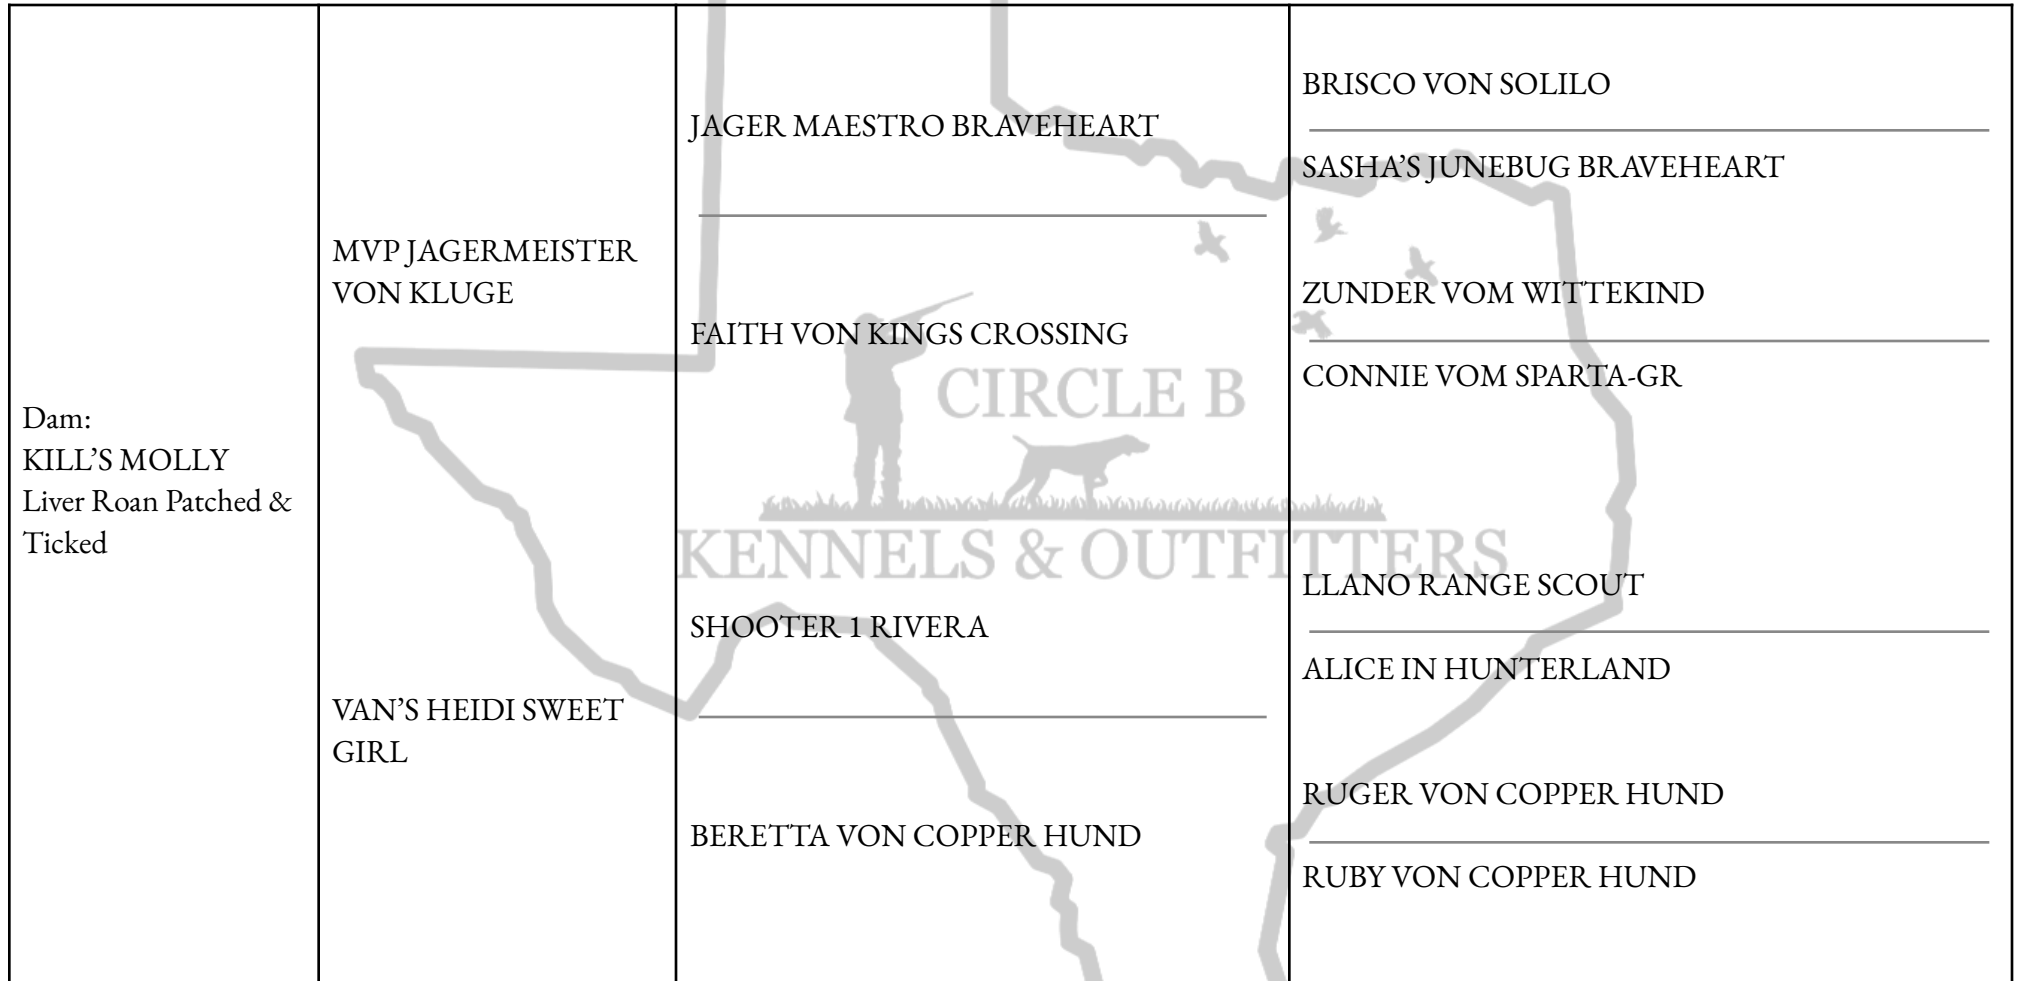 Dam:
KILL’S MOLLY
Liver Roan Patched &
Ticked
MVP JAGERMEISTER
VON KLUGE
VAN’S HEIDI SWEET
GIRL
JAGER MAESTRO BRAVEHEART
FAITH VON KINGS CROSSING
SHOOTER 1 RIVERA
BERETTA VON COPPER HUND
BRISCO VON SOLILO
SASHA’S JUNEBUG BRAVEHEART
ZUNDER VOM WITTEKIND
CONNIE VOM SPARTA-GR
LLANO RANGE SCOUT
ALICE IN HUNTERLAND
RUGER VON COPPER HUND
RUBY VON COPPER HUND
CIRCLE B
KENNELS & OUTFITTERS